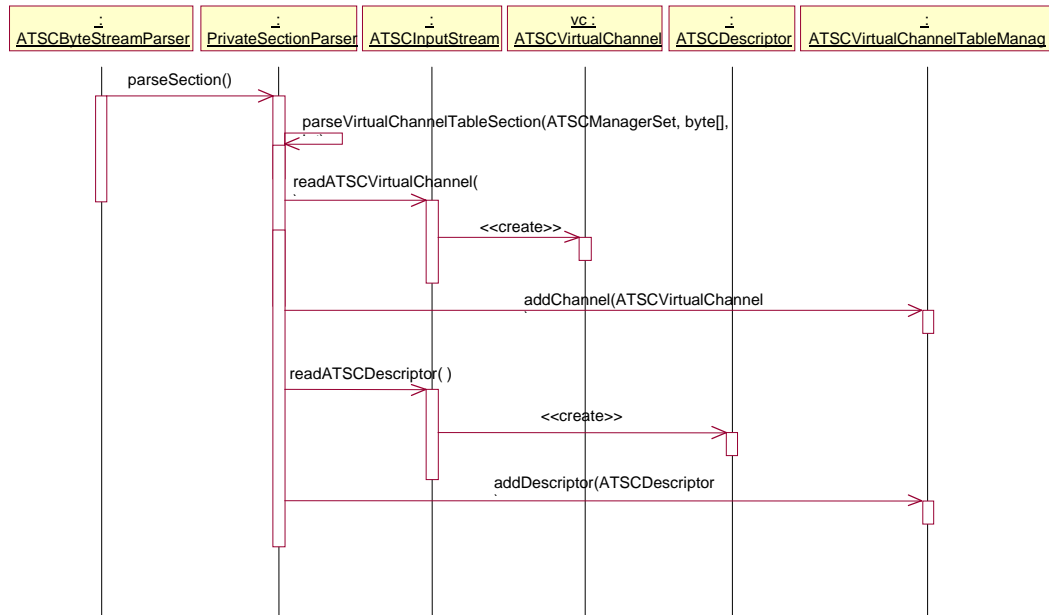 :
ATSCByteStreamParser
:
PrivateSectionParser
:
ATSCInputStream
vc :
ATSCVirtualChannel
:
ATSCDescriptor
:
ATSCVirtualChannelTableManag
parseSection()
parseVirtualChannelTableSection(ATSCManagerSet, byte[],
readATSCVirtualChannel(
<<create>>
addChannel(ATSCVirtualChannel
readATSCDescriptor( )
<<create>>
addDescriptor(ATSCDescriptor